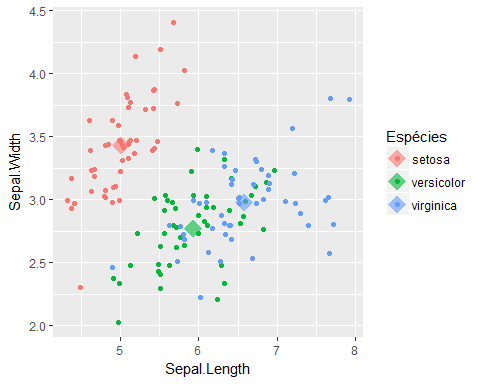 4.5
4.0
3.5
3.0
2.5
2.0
Sepal.Width
5
6
7
8
Sepal.Length
Espécies
setosa
versicolor
virginica